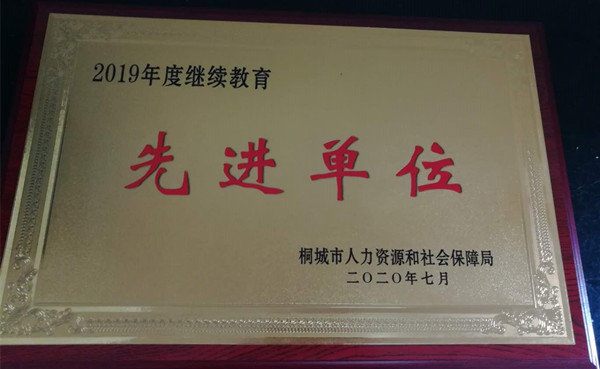 2019年度继续教育
先进单位
桐城市人力资源和社会保障局
二〇二〇年七月